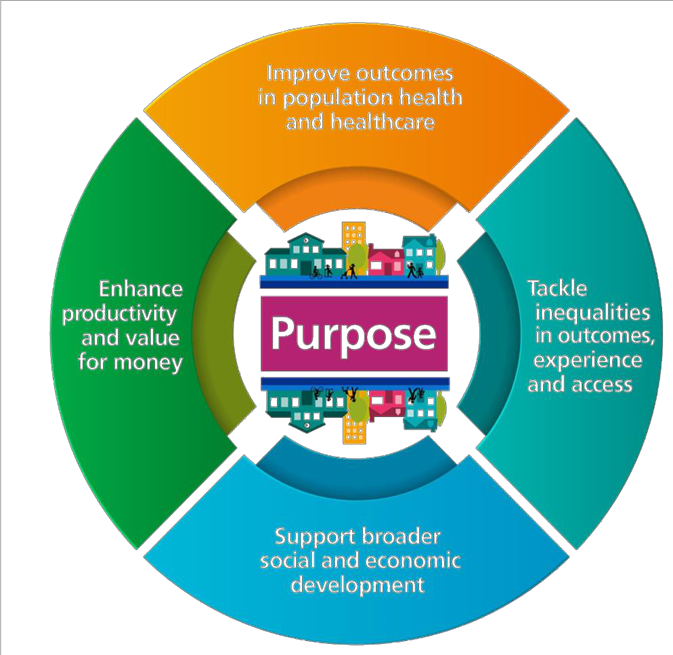 Improve outcomes
in population health
and healthcare
Tackle
inequalities
in outcomes,
experience
and access
Support broader
social and economic
development
Enhance
productivity
and value
for money
Purpose